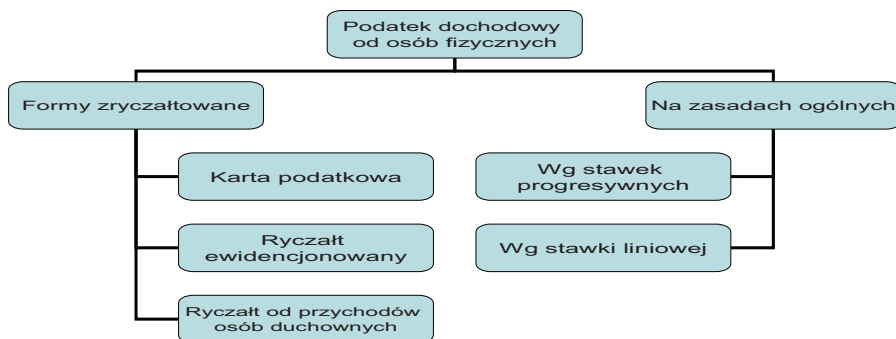 Podatek dochodowy
od osób fizycznych
Formy zryczałtowane
Na zasadach ogólnych
Karta podatkowa
Wg stawek
progresywnych
Ryczałt
ewidencjonowany
Wg stawki liniowej
Ryczałt od przychodów
osób duchownych